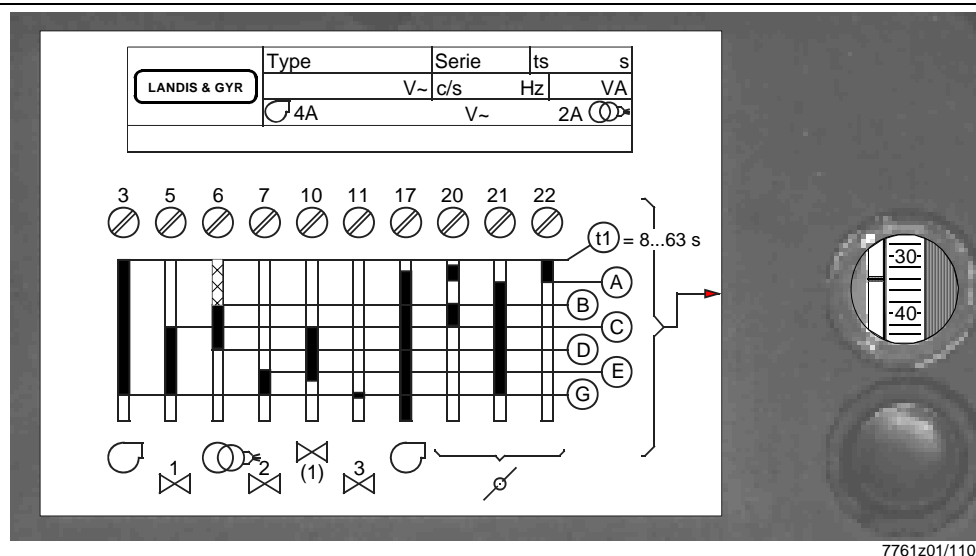 Type Serie ts s
LANDIS & GYR V~ c/s Hz VA
4A V~ 2A
3 5 6 7 10 11 17 20 21 22
t1 = 8...63 s
A
B
C
D
E
G
-30-
-40-
1 2 (1) 3
7761z01/110